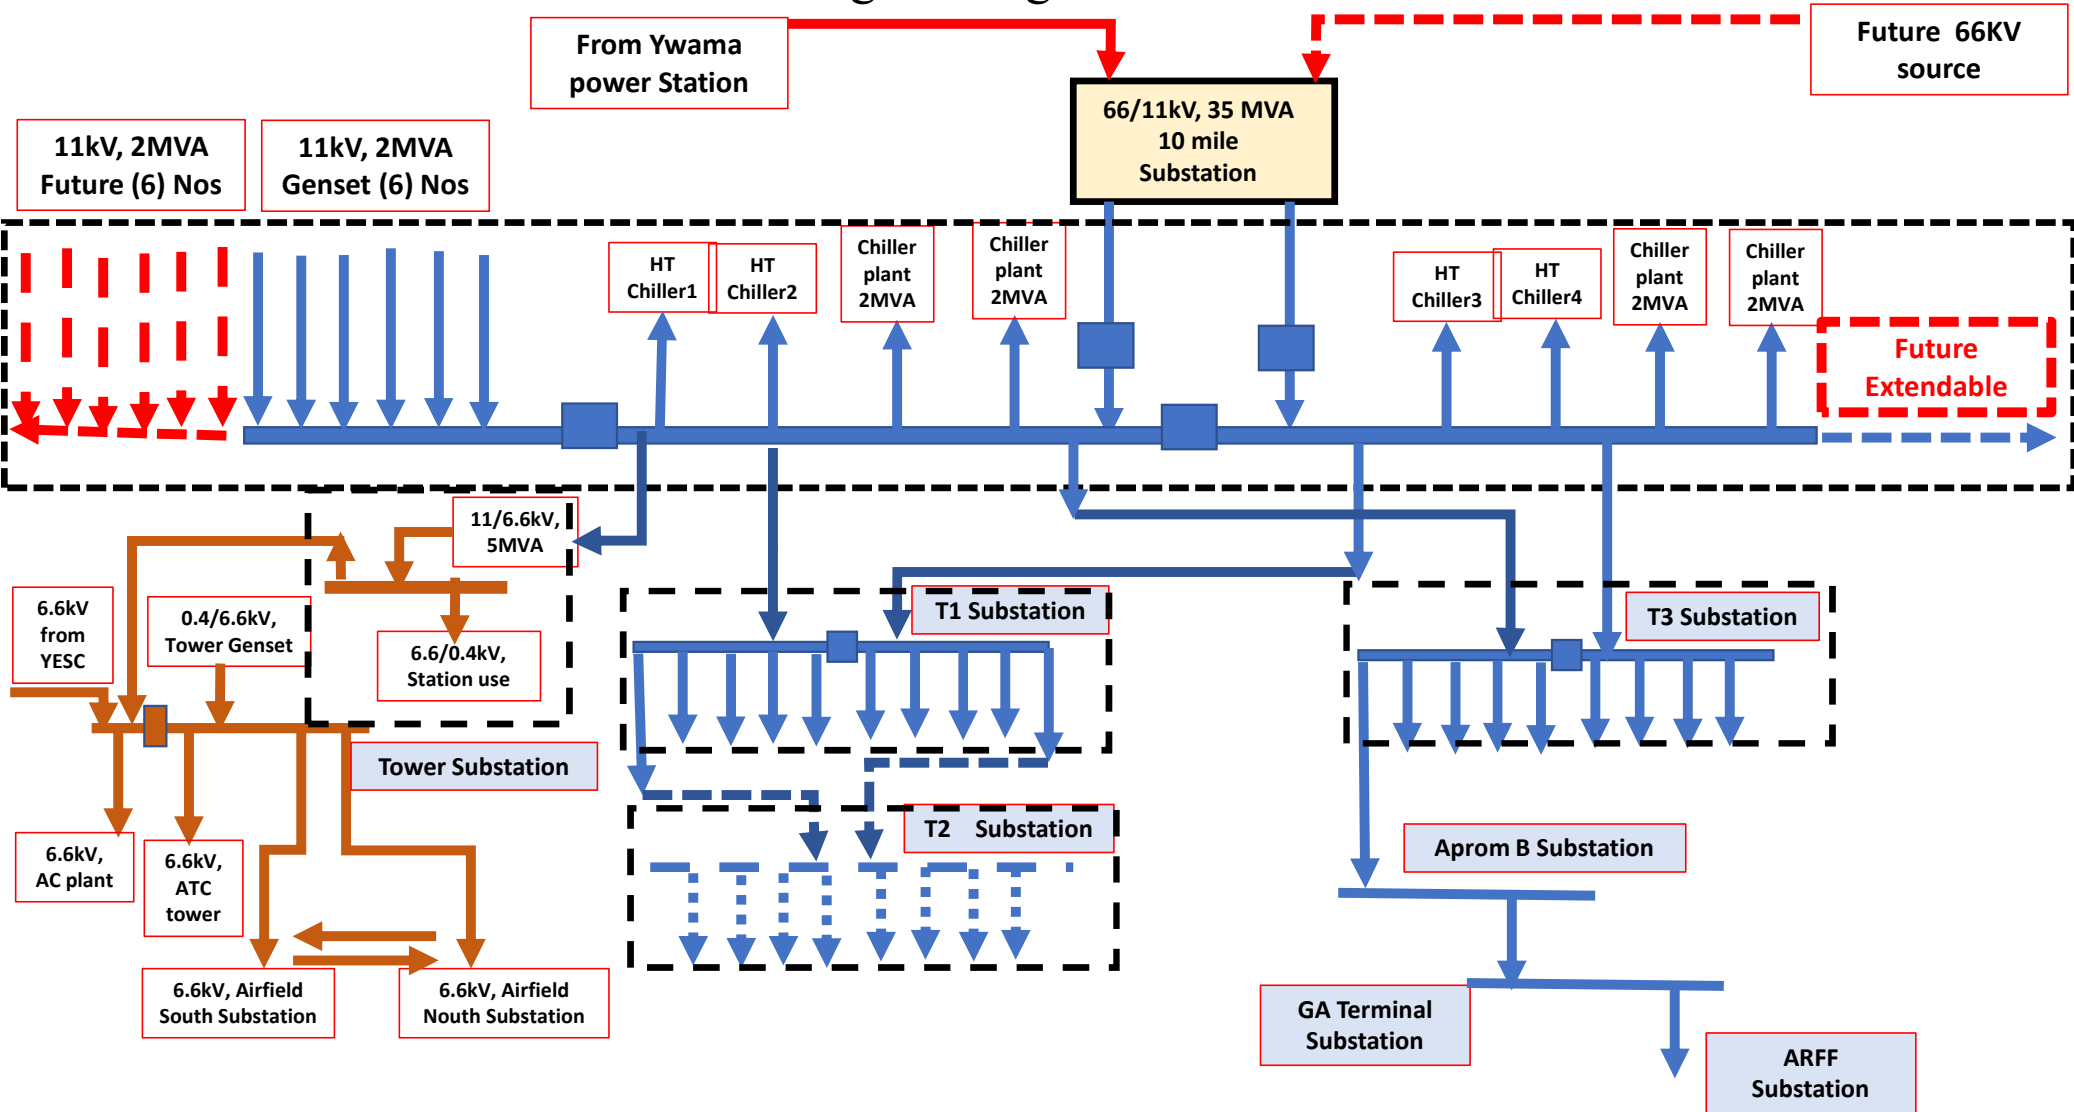 From Ywama
power Station
Future 66KV
source
66/11kV, 35 MVA
10 mile
Substation
11kV, 2MVA
Future (6) Nos
11kV, 2MVA
Genset (6) Nos
HT
Chiller1
HT
Chiller2
Chiller
plant
2MVA
Chiller
plant
2MVA
HT
Chiller3
HT
Chiller4
Chiller
plant
2MVA
Chiller
plant
2MVA
Future
Extendable
11/6.6kV,
5MVA
6.6kV
from
YESC
0.4/6.6kV,
Tower Genset
6.6/0.4kV,
Station use
T1 Substation
T3 Substation
Tower Substation
T2 Substation
Aprom B Substation
6.6kV,
AC plant
6.6kV,
ATC
tower
6.6kV, Airfield
South Substation
6.6kV, Airfield
Nouth Substation
GA Terminal
Substation
ARFF
Substation